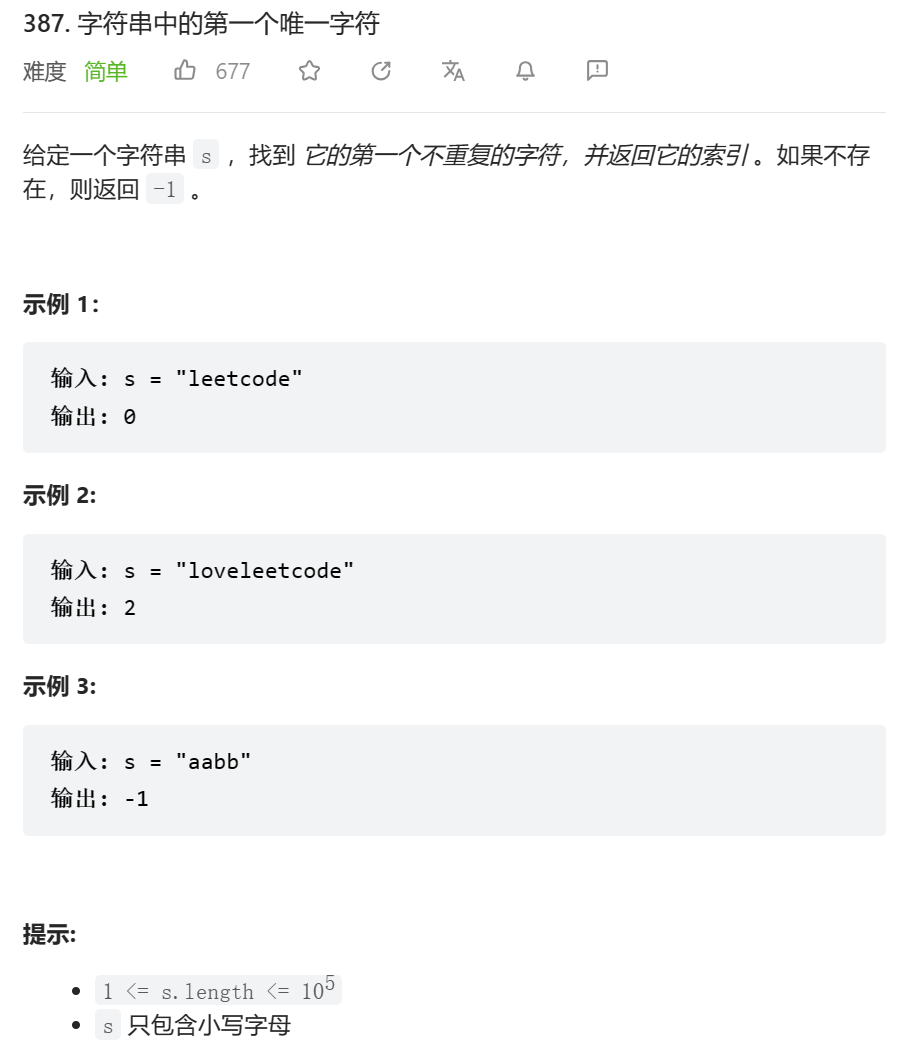 387. 字符串中的第一个唯一字符
难度 简单 677
给定一个字符串 s ，找到 它的第一个不重复的字符，并返回它的索引 。如果不存
在，则返回 -1 。
示例 1：
输入: s = "leetcode"
输出: 0
示例 2:
输入: s = "loveleetcode"
输出: 2
示例 3:
输入: s = "aabb"
输出: -1
提示:
1 <= s.length <= 10⁵
s 只包含小写字母